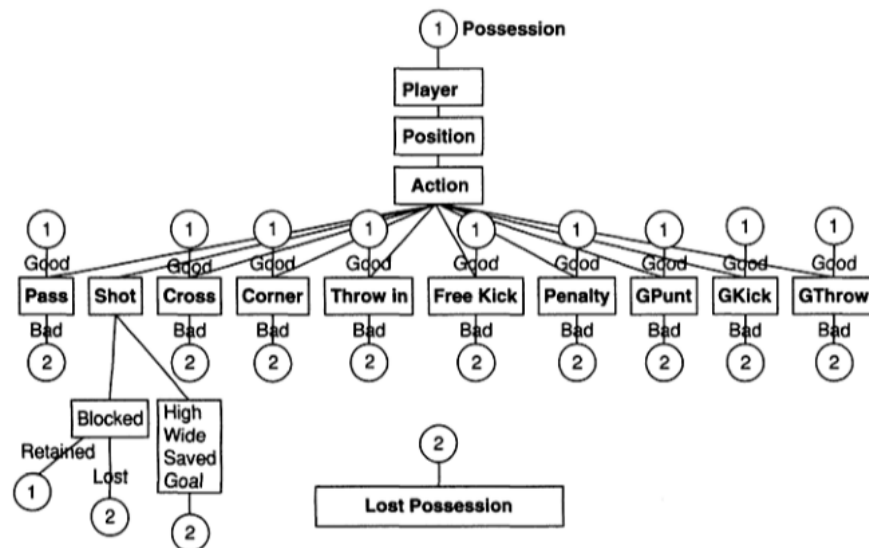 1 Possession
Player
Position
Action
1 1 1 1 1 1 1 1 1
Good Good Good Good Good Good Good Good Good
Pass Shot Cross Corner Throw in Free Kick Penalty GPunt GKick GThrow
Bad Bad Bad Bad Bad Bad Bad Bad Bad
2 2 2 2 2 2 2 2 2
Blocked
High
Wide
Saved
Goal
Retained
Lost
1
2
2
2
Lost Possession